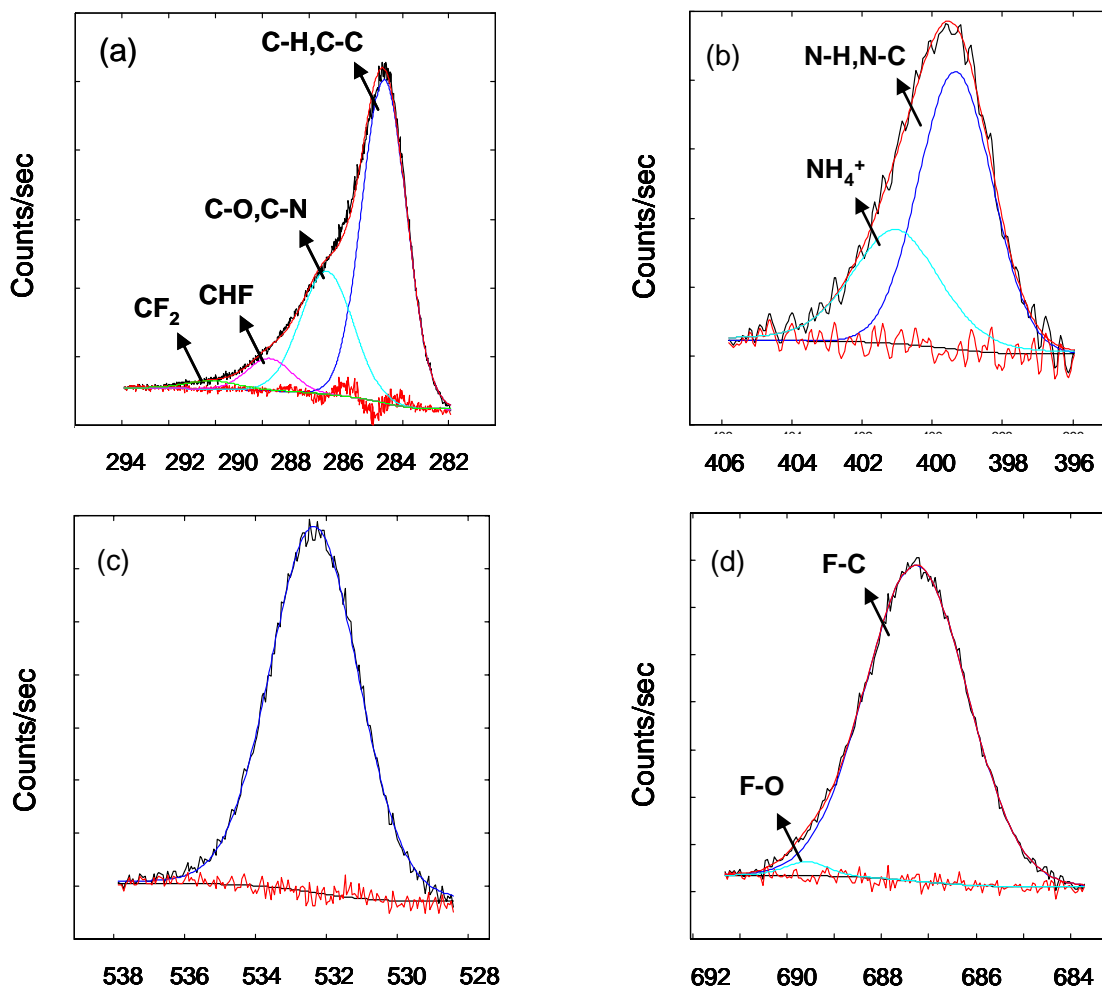 (a)
C-H,C-C
C-O,C-N
CHF
CF2
Counts/sec
294 292 290 288 286 284 282
(b)
N-H,N-C
NH4+
Counts/sec
406 404 402 400 398 396
(c)
Counts/sec
538 536 534 532 530 528
(d)
F-C
F-O
Counts/sec
692 690 688 686 684